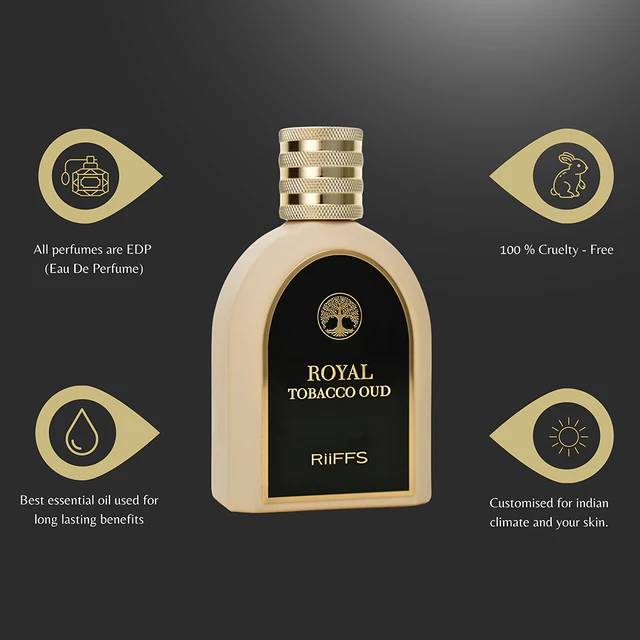 All perfumes are EDP
(Eau De Perfume)
100 % Cruelty - Free
ROYAL
TOBACCO OUD
RiiFFS
Best essential oil used for
long lasting benefits
Customised for indian
climate and your skin.